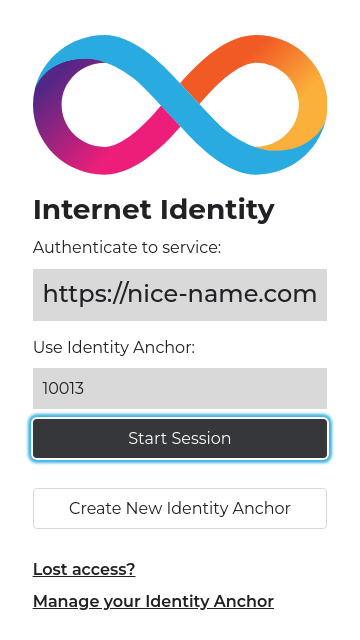 Internet Identity
Authenticate to service:
https://nice-name.com
Use Identity Anchor:
10013
Start Session
Create New Identity Anchor
Lost access?
Manage your Identity Anchor